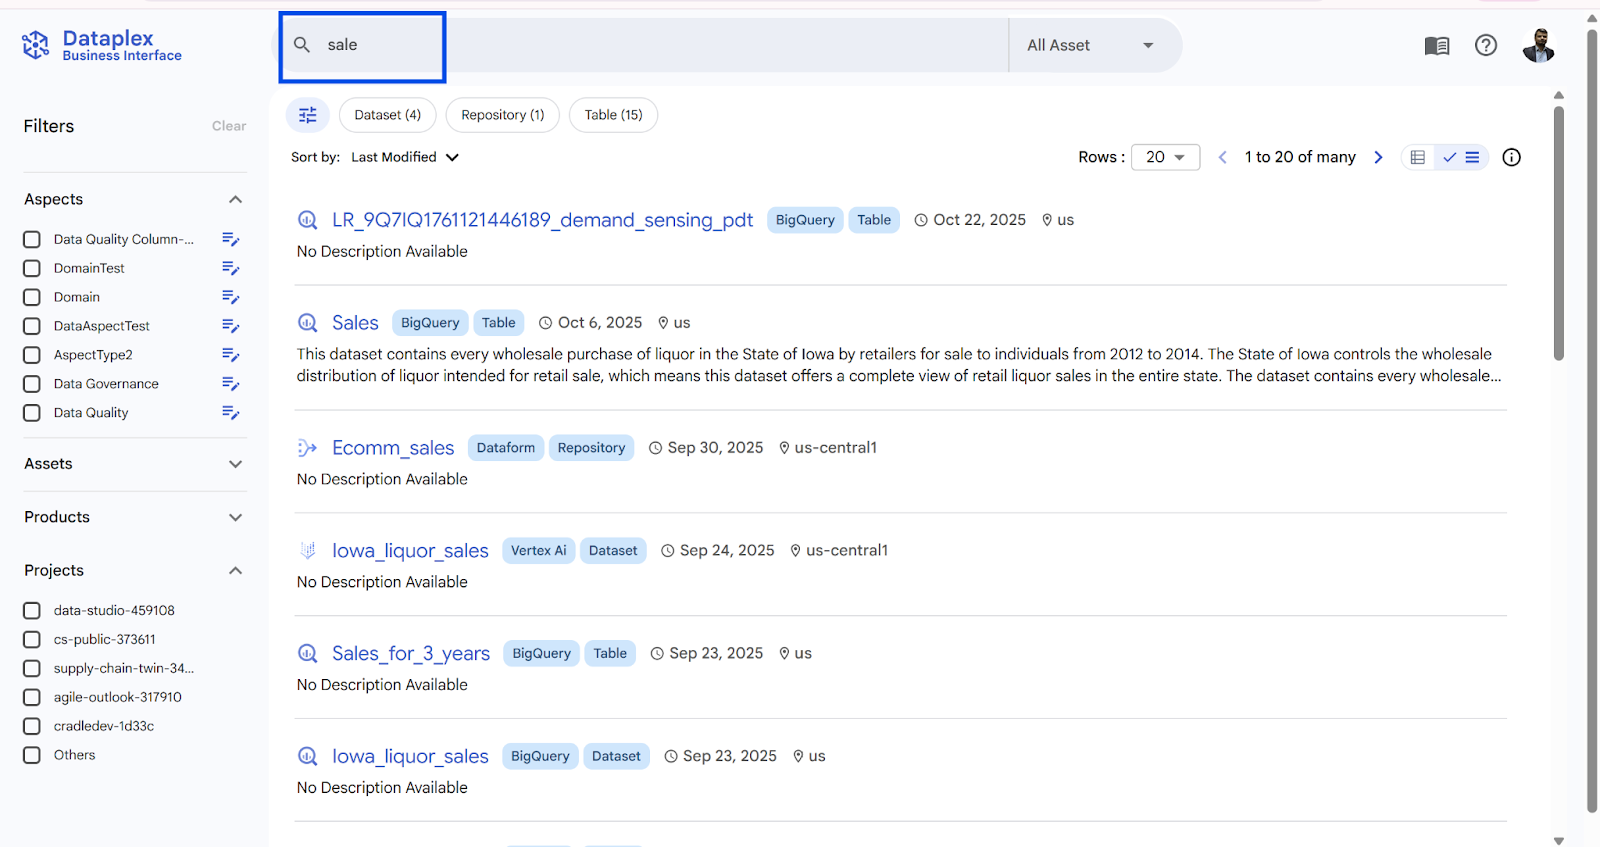 Dataplex
Business Interface
sale
All Asset
Filters
Clear
Aspects
Data Quality Column-...
DomainTest
Domain
DataAspectTest
AspectType2
Data Governance
Data Quality
Assets
Products
Projects
data-studio-459108
cs-public-373611
supply-chain-twin-34...
agile-outlook-317910
cradledev-1d33c
Others
Dataset (4)
Repository (1)
Table (15)
Sort by: Last Modified
Rows : 20
1 to 20 of many
LR_9Q7IQ1761121446189_demand_sensing_pdt BigQuery Table Oct 22, 2025 us
No Description Available
Sales BigQuery Table Oct 6, 2025 us
This dataset contains every wholesale purchase of liquor in the State of Iowa by retailers for sale to individuals from 2012 to 2014. The State of Iowa controls the wholesale
distribution of liquor intended for retail sale, which means this dataset offers a complete view of retail liquor sales in the entire state. The dataset contains every wholesale...
Ecomm_sales Dataform Repository Sep 30, 2025 us-central1
No Description Available
Iowa_liquor_sales Vertex Ai Dataset Sep 24, 2025 us-central1
No Description Available
Sales_for_3_years BigQuery Table Sep 23, 2025 us
No Description Available
Iowa_liquor_sales BigQuery Dataset Sep 23, 2025 us
No Description Available